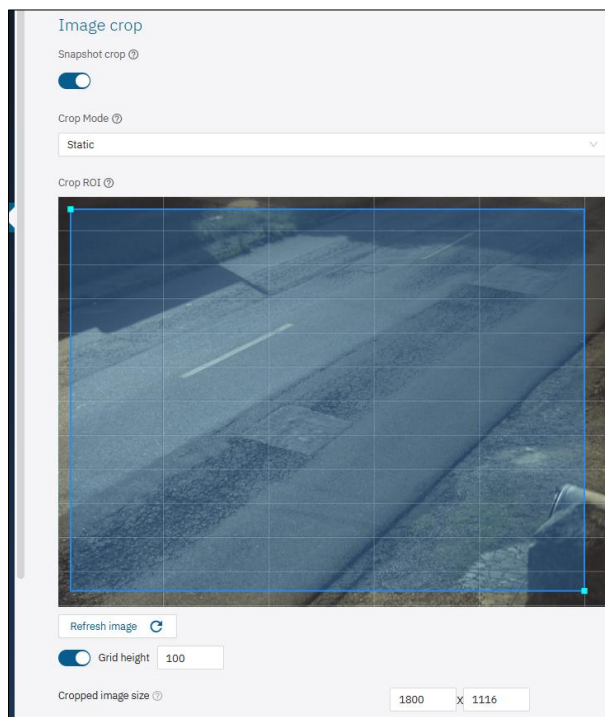 Image crop
Snapshot crop
Crop Mode
Static
Crop ROI
Refresh image
Grid height 100
Cropped image size 1800 X 1116